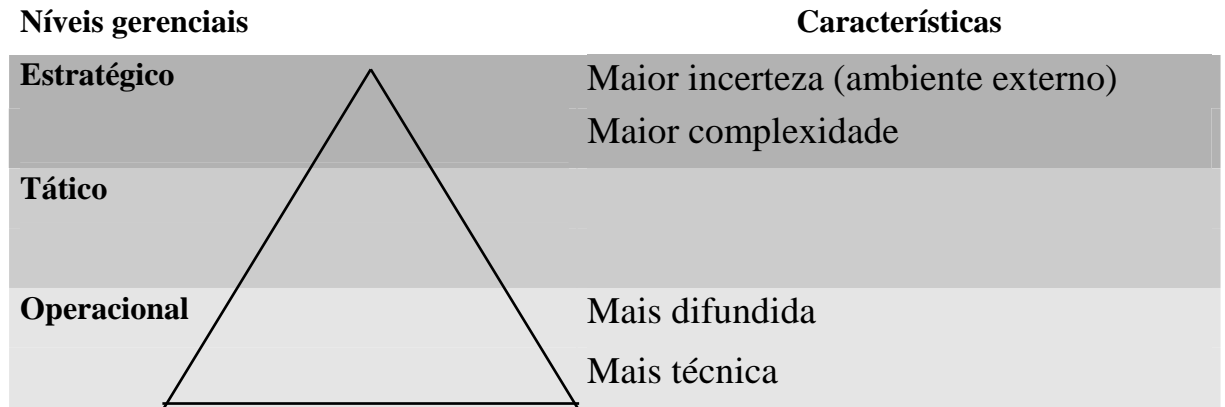 Níveis gerenciais Características
Estratégico Maior incerteza (ambiente externo)
Maior complexidade
Tático
Operacional Mais difundida
Mais técnica